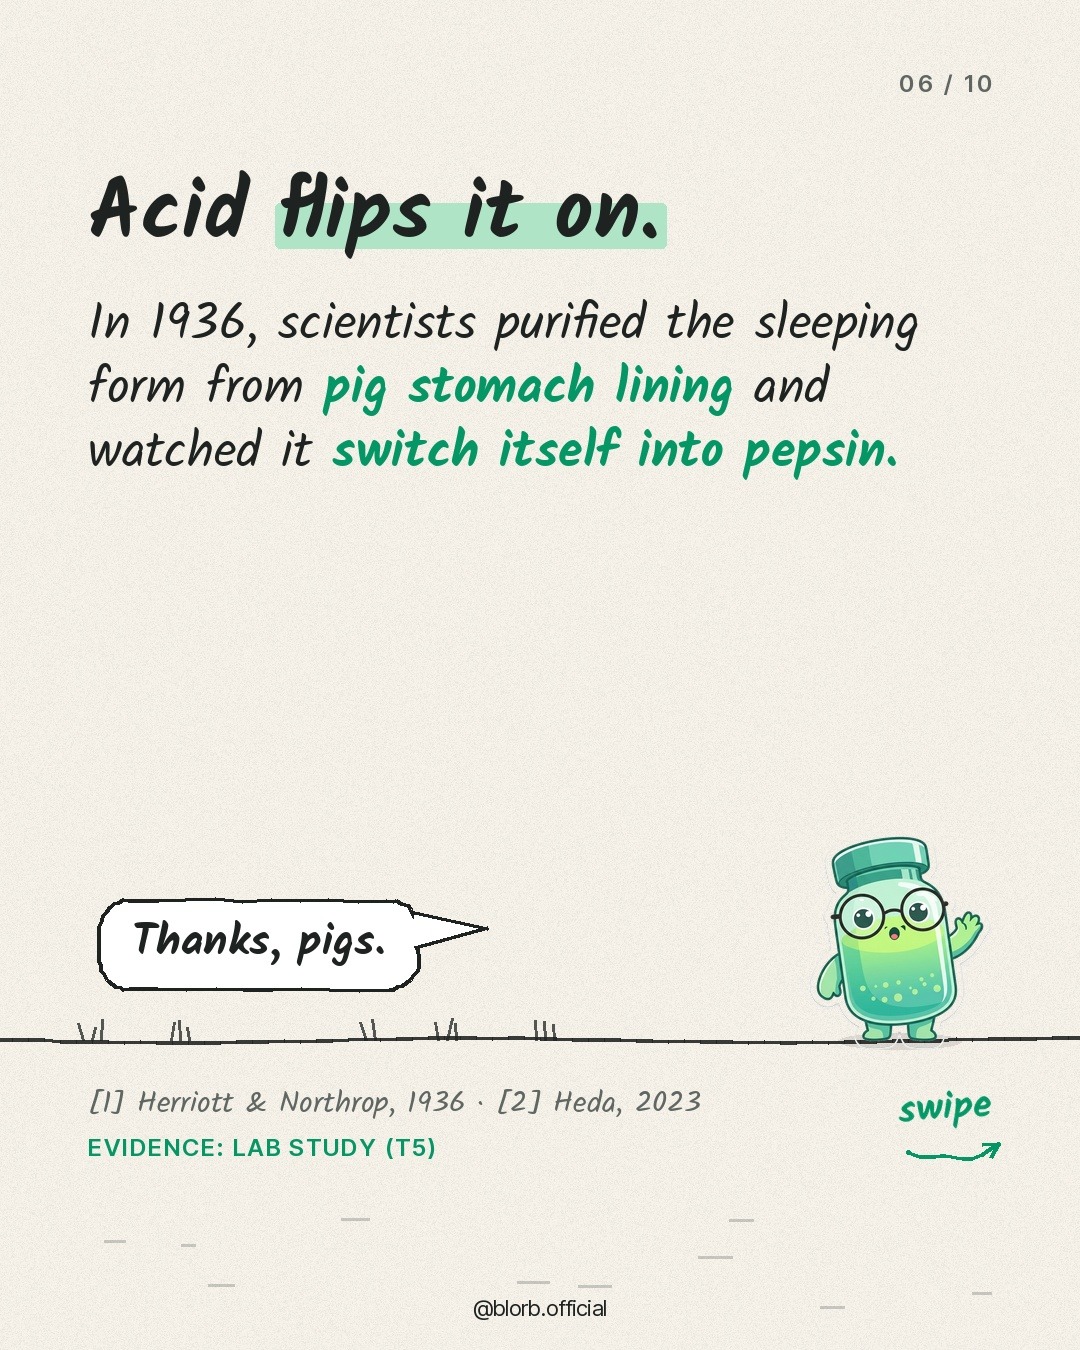 06 / 10
Acid flips it on.
In 1936, scientists purified the sleeping
form from pig stomach lining and
watched it switch itself into pepsin.
Thanks, pigs.
[1] Herriott & Northrop, 1936 · [2] Heda, 2023
swipe
EVIDENCE: LAB STUDY (T5)
@blorb.official